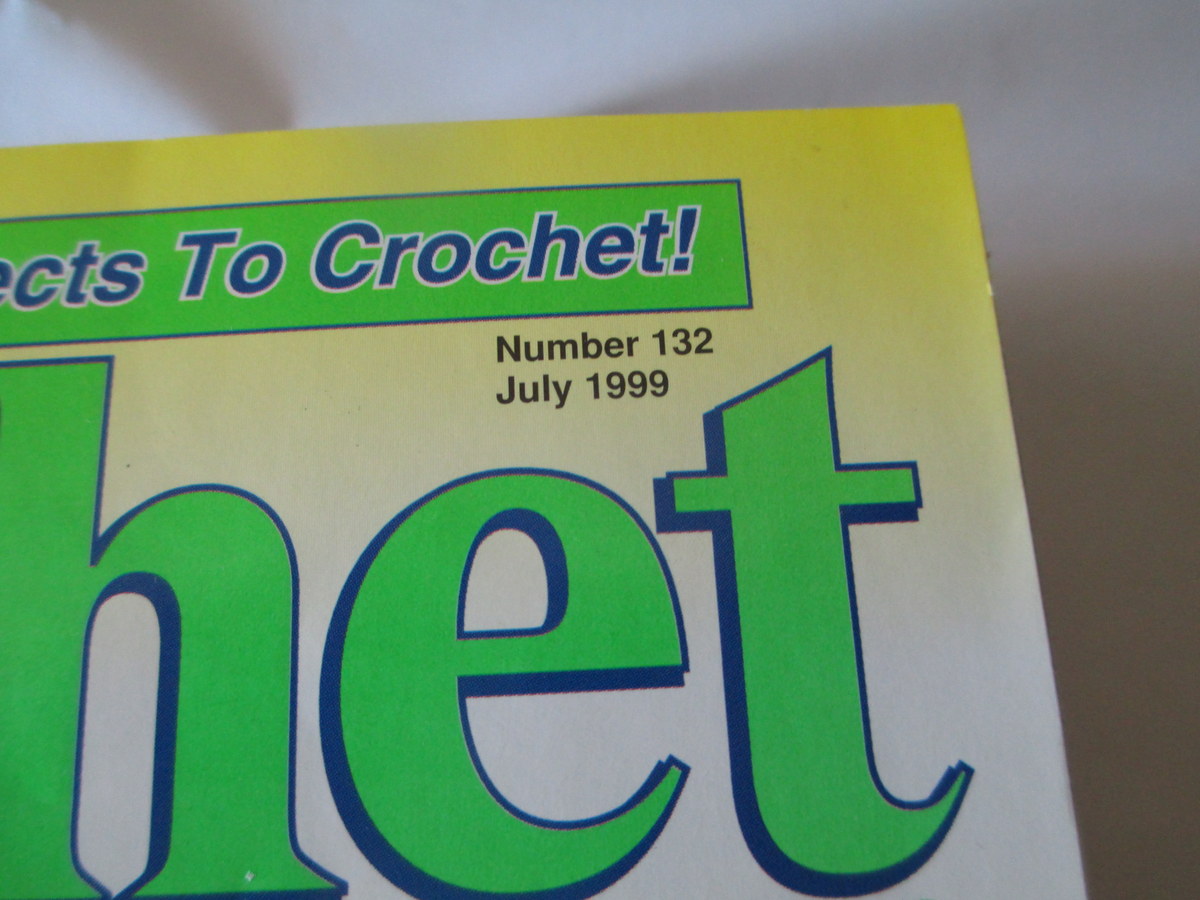 ects To Crochet!
Number 132
July 1999
het